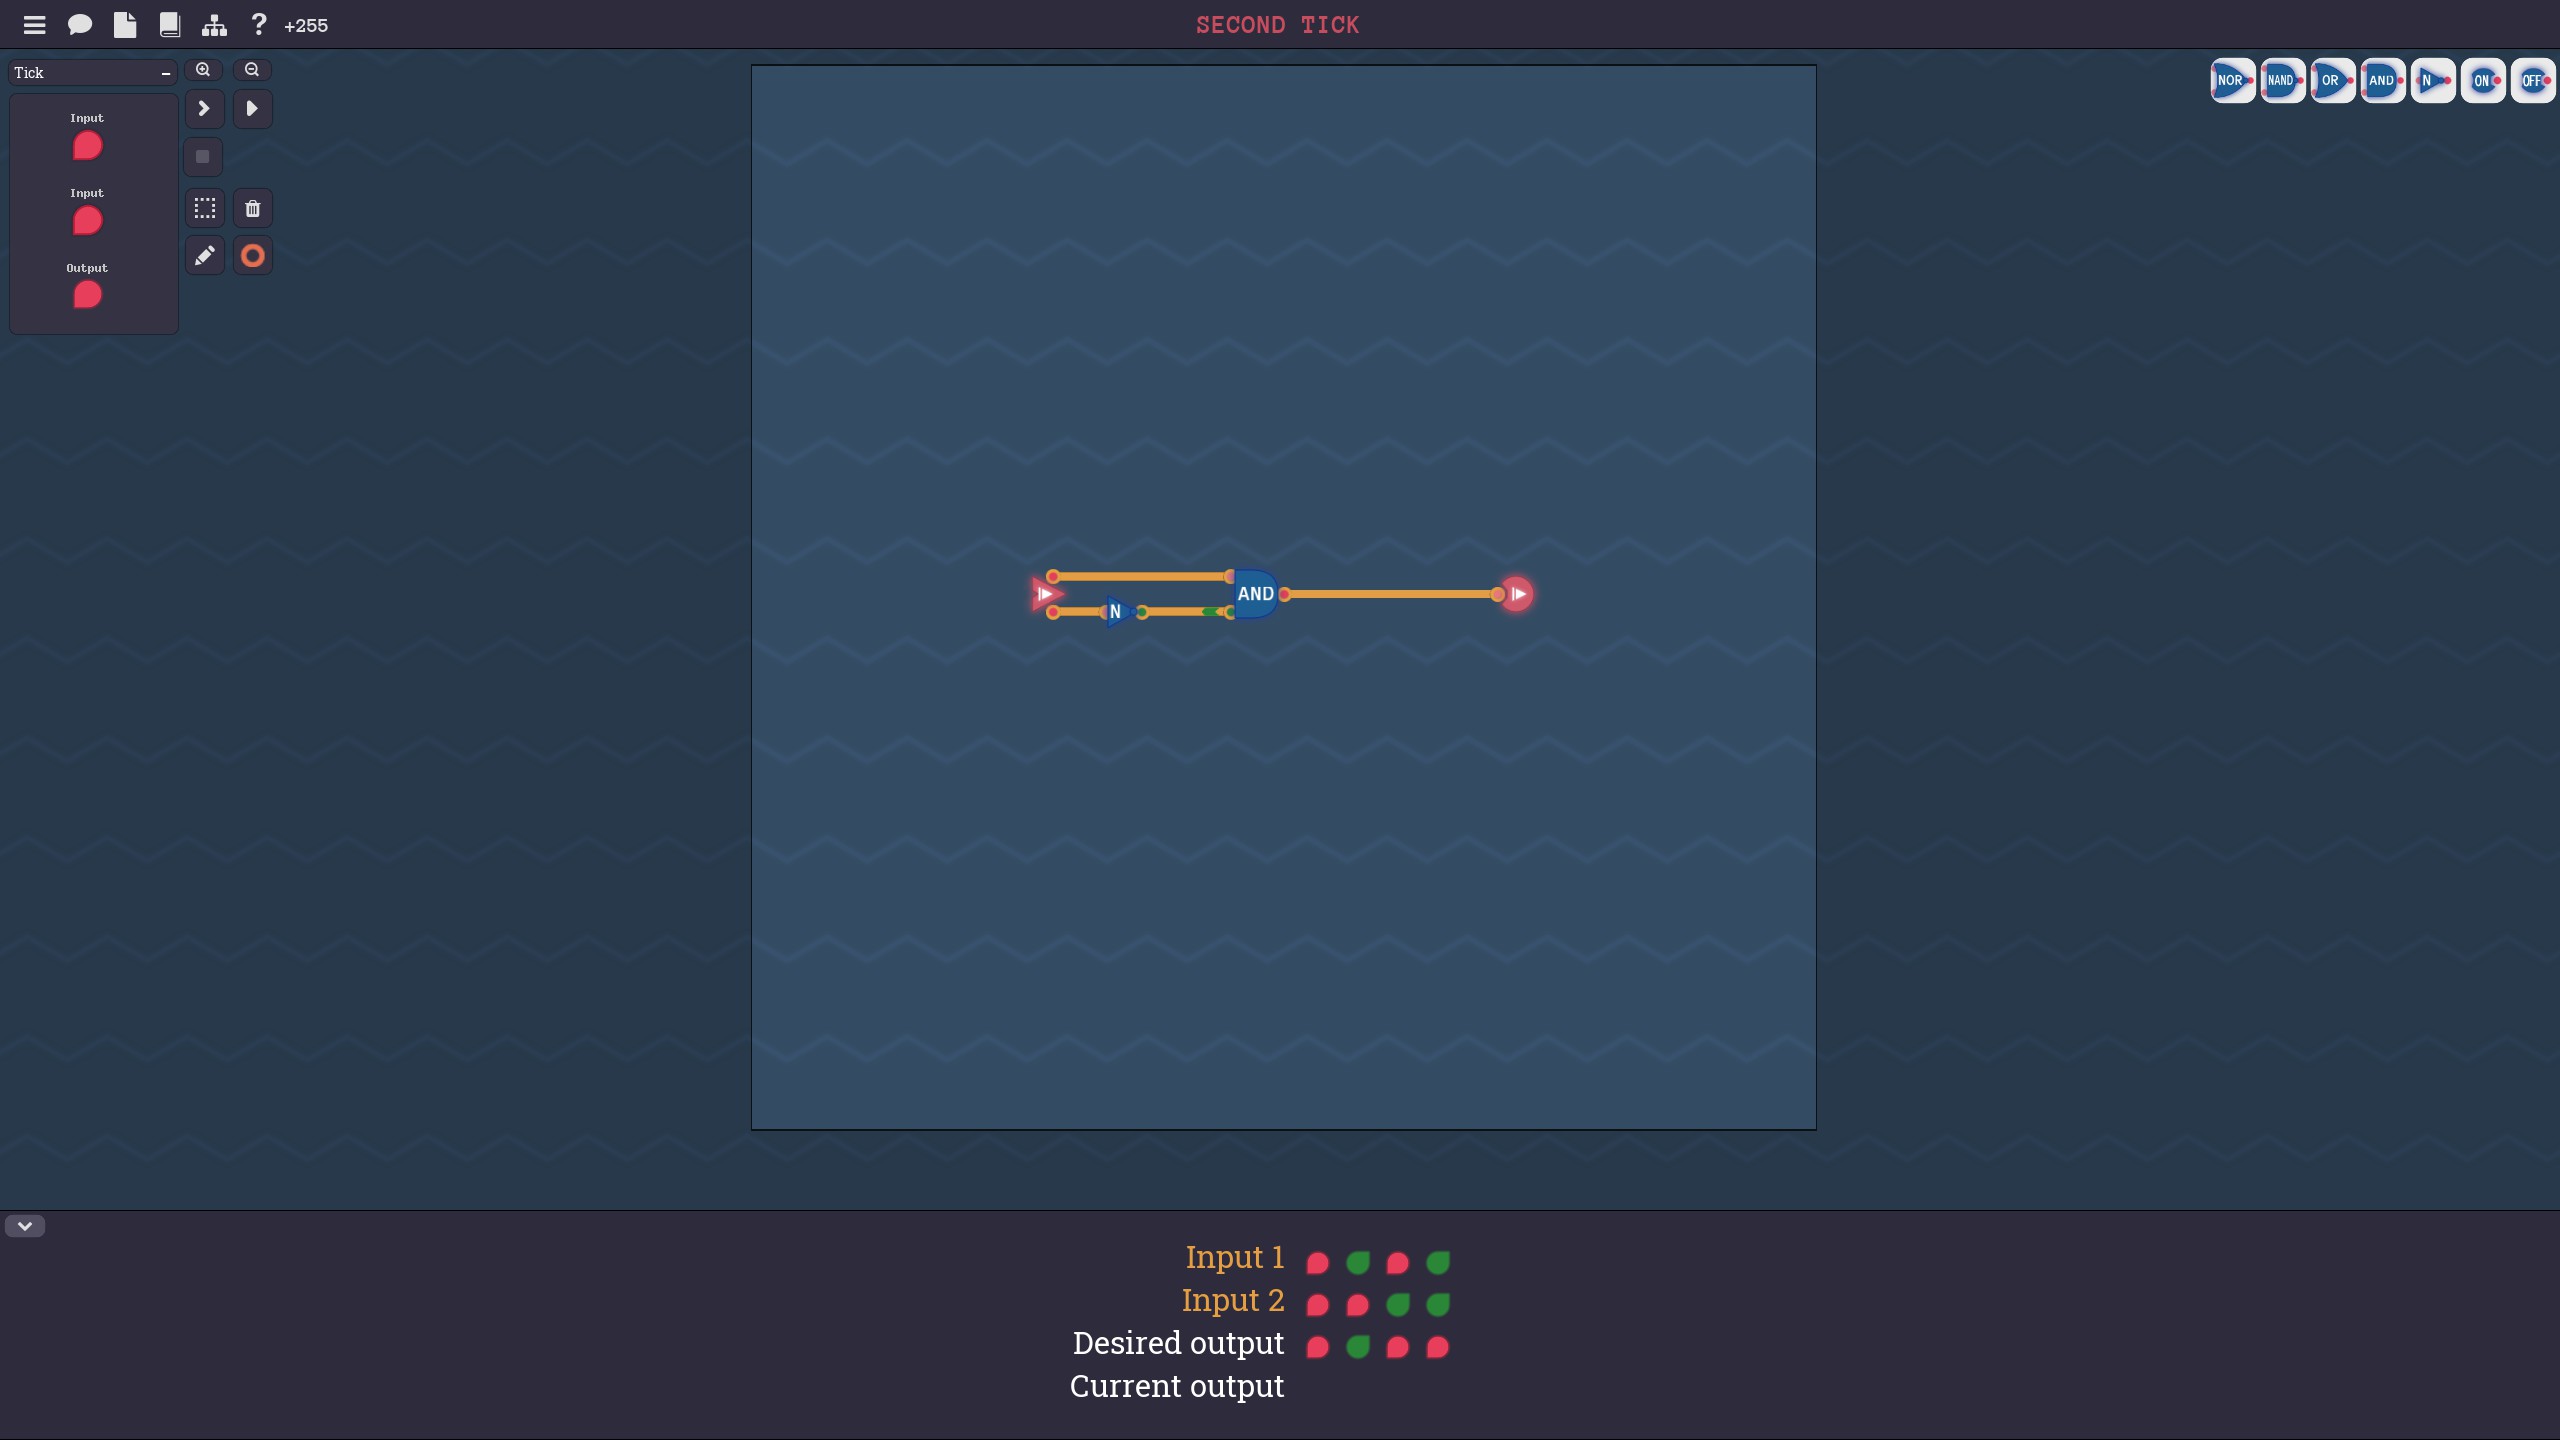 +255
SECOND TICK
Tick
Input
Input
Output
NOR
NAND
OR
AND
N
ON
OFF
AND
N
Input 1
Input 2
Desired output
Current output